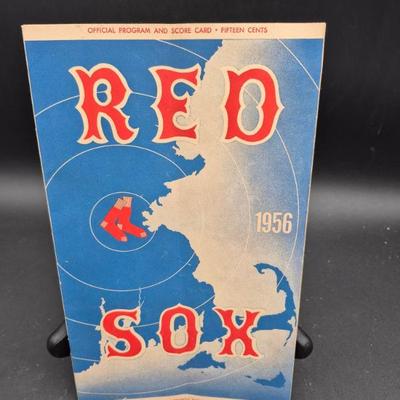 OFFICIAL PROGRAM AND SCORE CARD • FIFTEEN CENTS
RED
1956
SOX